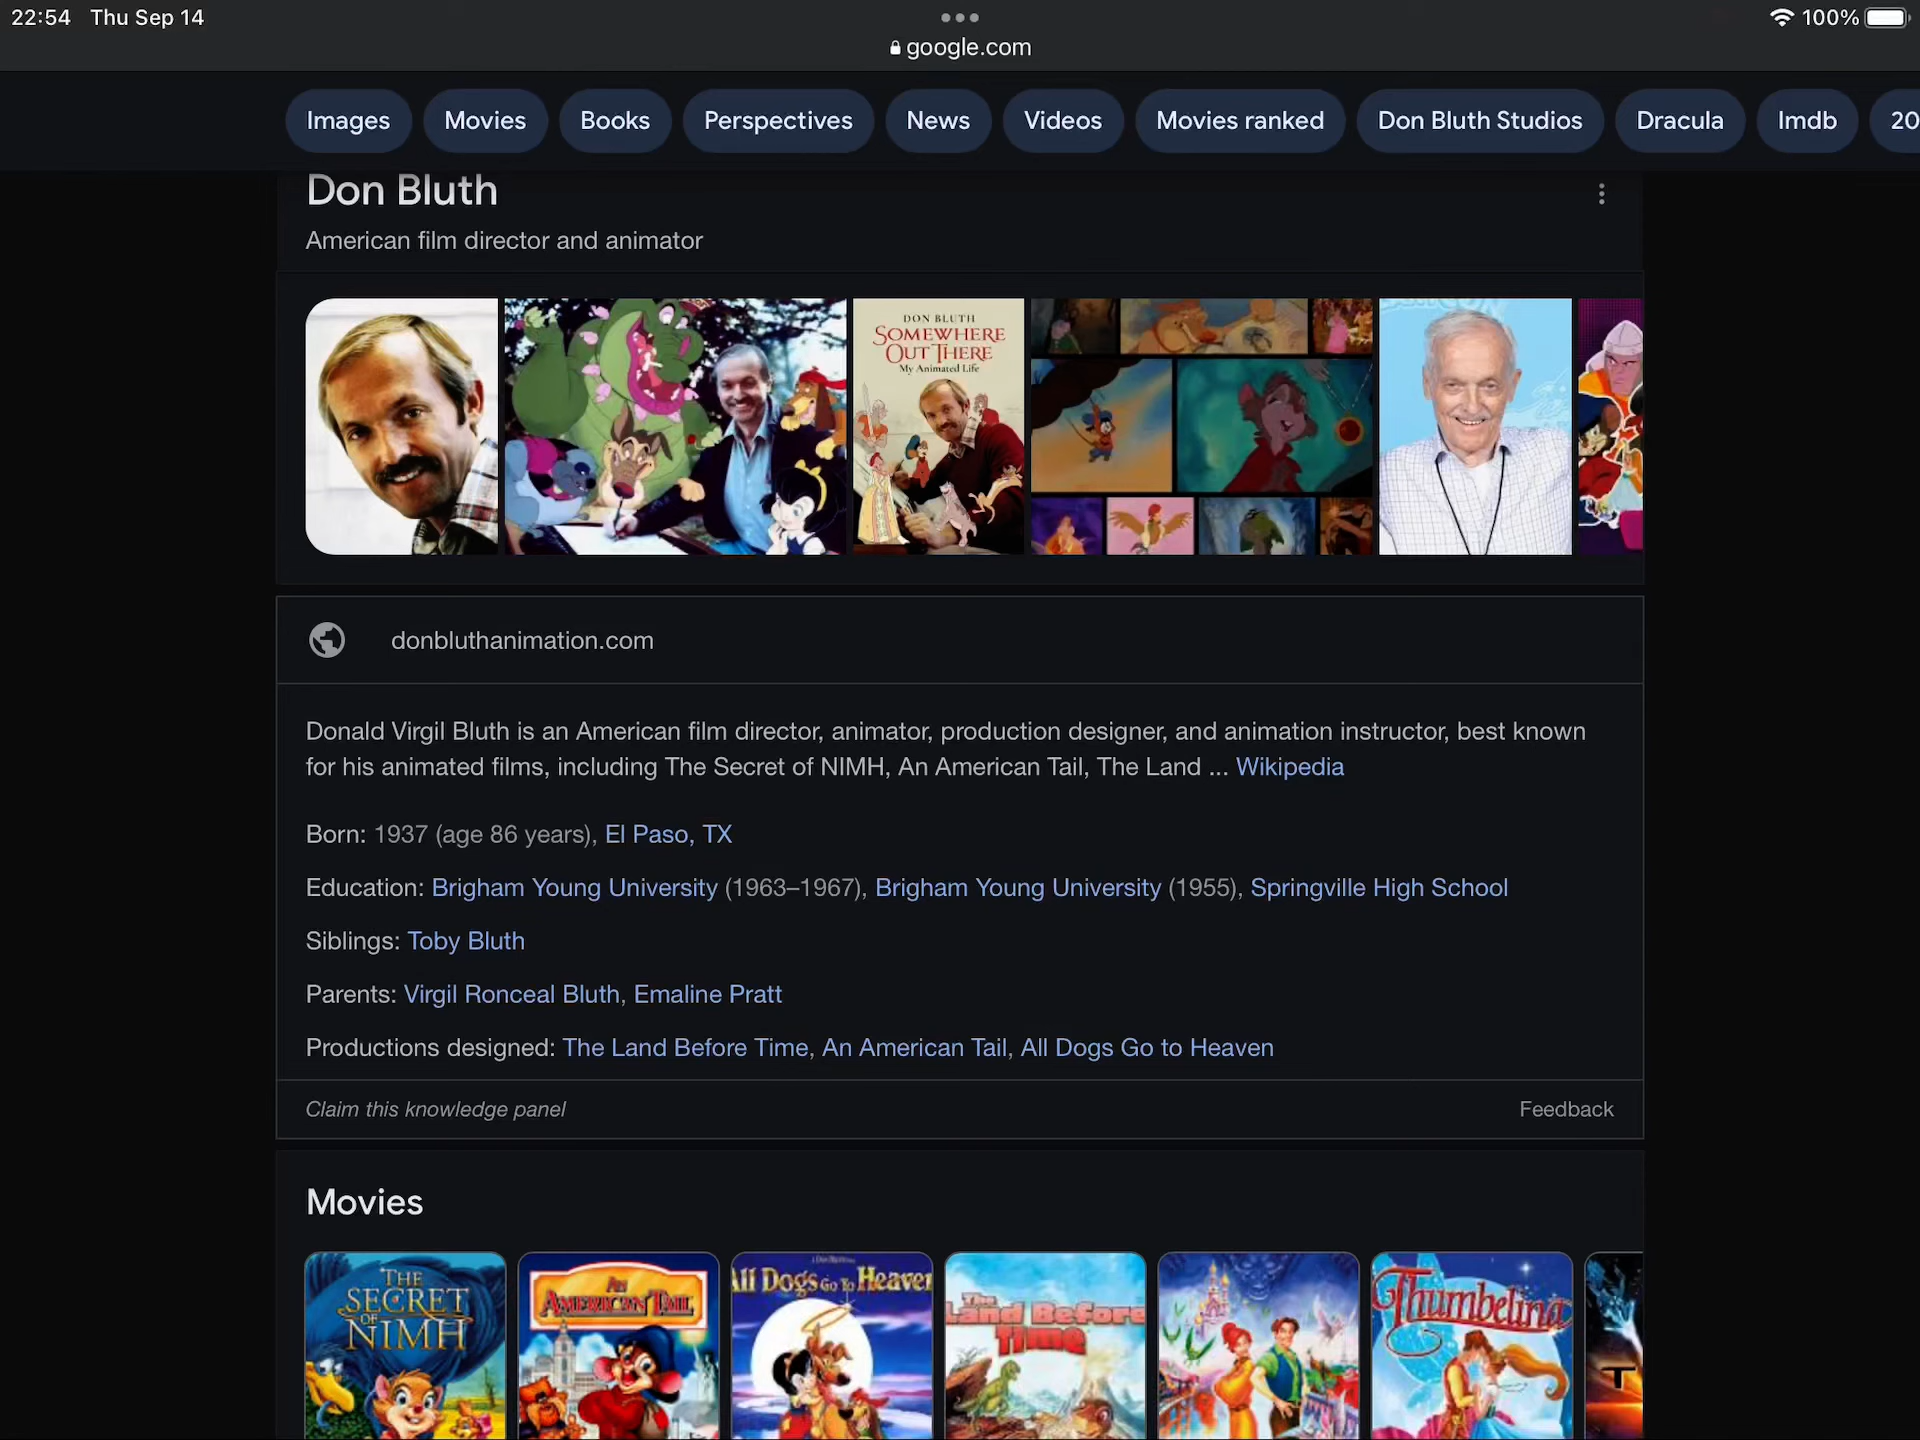 22:54 Thu Sep 14
100%
google.com
Images Movies Books Perspectives News Videos Movies ranked Don Bluth Studios Dracula Imdb 20
Don Bluth
American film director and animator
DON BLUTH
SOMEWHERE
OUT THERE
My Animated Life
donbluthanimation.com
Donald Virgil Bluth is an American film director, animator, production designer, and animation instructor, best known
for his animated films, including The Secret of NIMH, An American Tail, The Land ... Wikipedia
Born: 1937 (age 86 years), El Paso, TX
Education: Brigham Young University (1963–1967), Brigham Young University (1955), Springville High School
Siblings: Toby Bluth
Parents: Virgil Ronceal Bluth, Emaline Pratt
Productions designed: The Land Before Time, An American Tail, All Dogs Go to Heaven
Claim this knowledge panel Feedback
Movies
THE
SECRET
OF
NIMH
An
AMERICAN TAIL
All Dogs Go To Heaven
The
Land Before
Time
Thumbelina
T